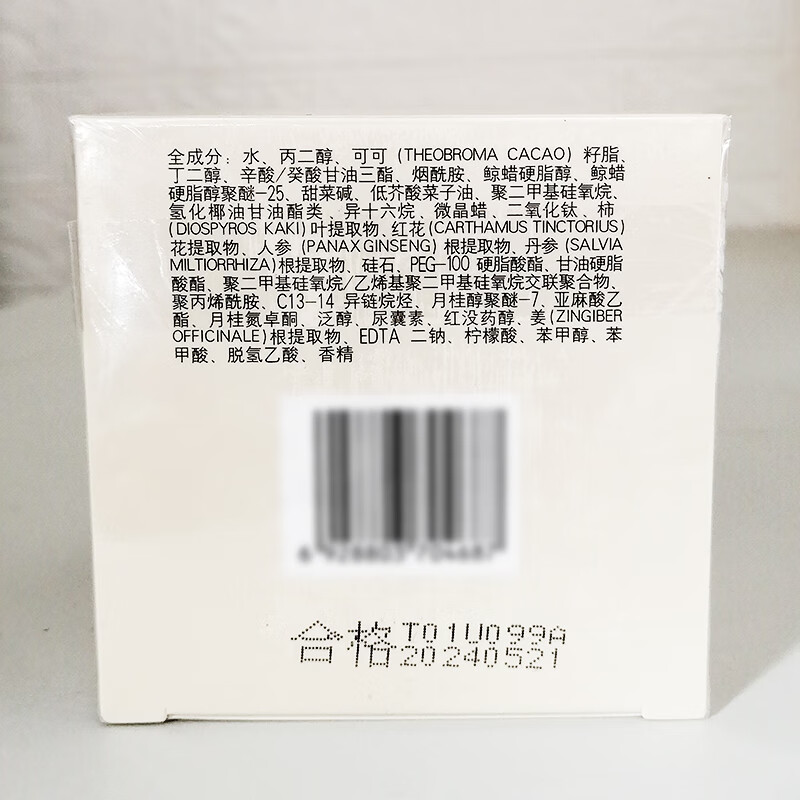 全成分：水、丙二醇、可可 (THEOBROMA CACAO) 籽脂、
丁二醇、辛酸/癸酸甘油三酯、烟酰胺、鲸蜡硬脂醇、鲸蜡
硬脂醇聚醚-25、甜菜碱、低芥酸菜子油、聚二甲基硅氧烷、
氢化椰油甘油酯类、异十六烷、微晶蜡、二氧化钛、柿
(DIOSPYROS KAKI) 叶提取物、红花(CARTHAMUS TINCTORIUS)
花提取物、人参 (PANAX GINSENG) 根提取物、丹参 (SALVIA
MILTIORRHIZA)根提取物、硅石、PEG-100 硬脂酸酯、甘油硬脂
酸酯、聚二甲基硅氧烷/乙烯基聚二甲基硅氧烷交联聚合物、
聚丙烯酰胺、C13-14 异链烷烃、月桂醇聚醚-7、亚麻酸乙
酯、月桂氮卓酮、泛醇、尿囊素、红没药醇、姜(ZINGIBER
OFFICINALE)根提取物、EDTA 二钠、柠檬酸、苯甲醇、苯
甲酸、脱氢乙酸、香精
合格 T01U099A
20240521